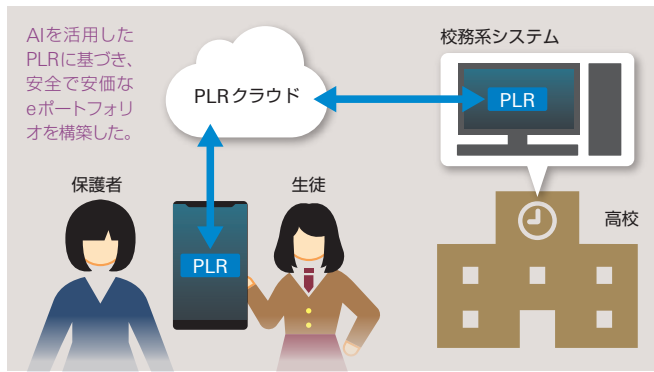 AIを活用した
PLRに基づき、
安全で安価な
eポートフォリ
オを構築した。
校務系システム
PLRクラウド
PLR
保護者
生徒
PLR
高校